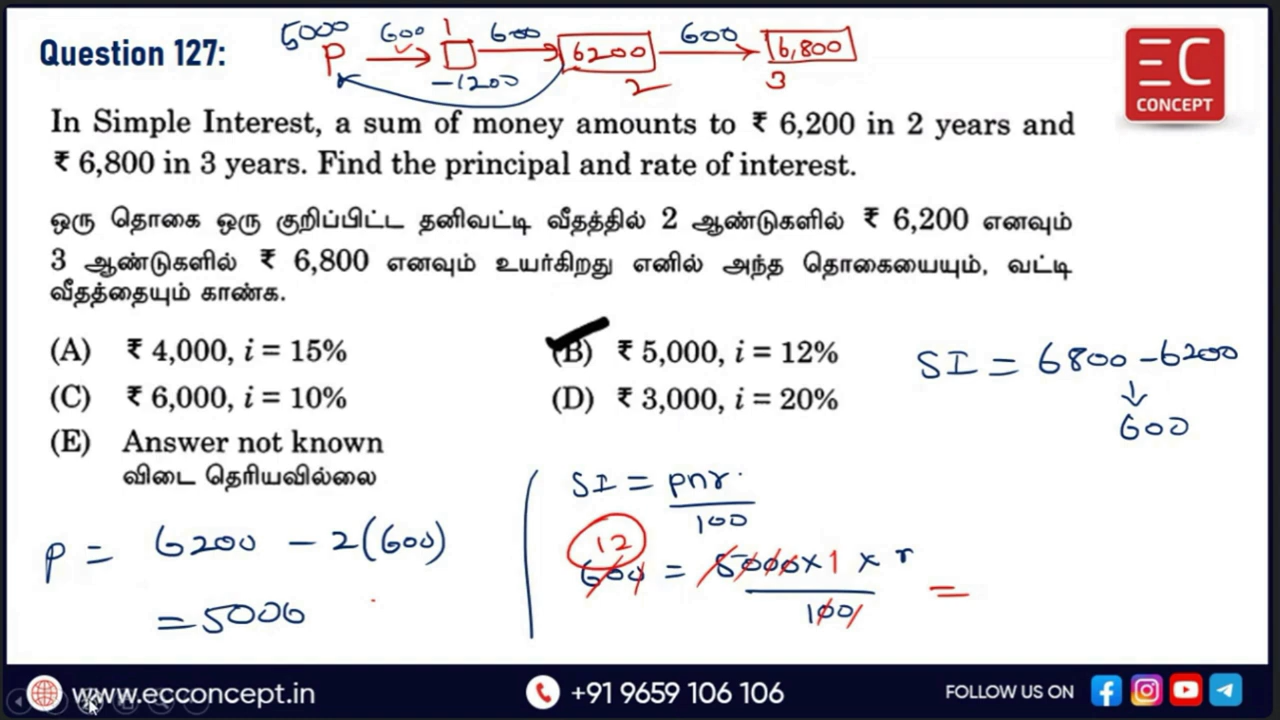 Question 127:
5000 600 1 600 600
P 6200 6,800
-1200 2 3
EC
CONCEPT
In Simple Interest, a sum of money amounts to ₹ 6,200 in 2 years and
₹ 6,800 in 3 years. Find the principal and rate of interest.
ஒரு தொகை ஒரு குறிப்பிட்ட தனிவட்டி வீதத்தில் 2 ஆண்டுகளில் ₹ 6,200 எனவும்
3 ஆண்டுகளில் ₹ 6,800 எனவும் உயர்கிறது எனில் அந்த தொகையையும், வட்டி
வீதத்தையும் காண்க.
(A) ₹ 4,000, i = 15% (B) ₹ 5,000, i = 12%
(C) ₹ 6,000, i = 10% (D) ₹ 3,000, i = 20%
(E) Answer not known
விடை தெரியவில்லை
SI = 6800 - 6200
600
P = 6200 - 2(600)
= 5000
SI = pnr
100
12
600 = 5000 × 1 × r =
100
www.ecconcept.in +91 9659 106 106 FOLLOW US ON